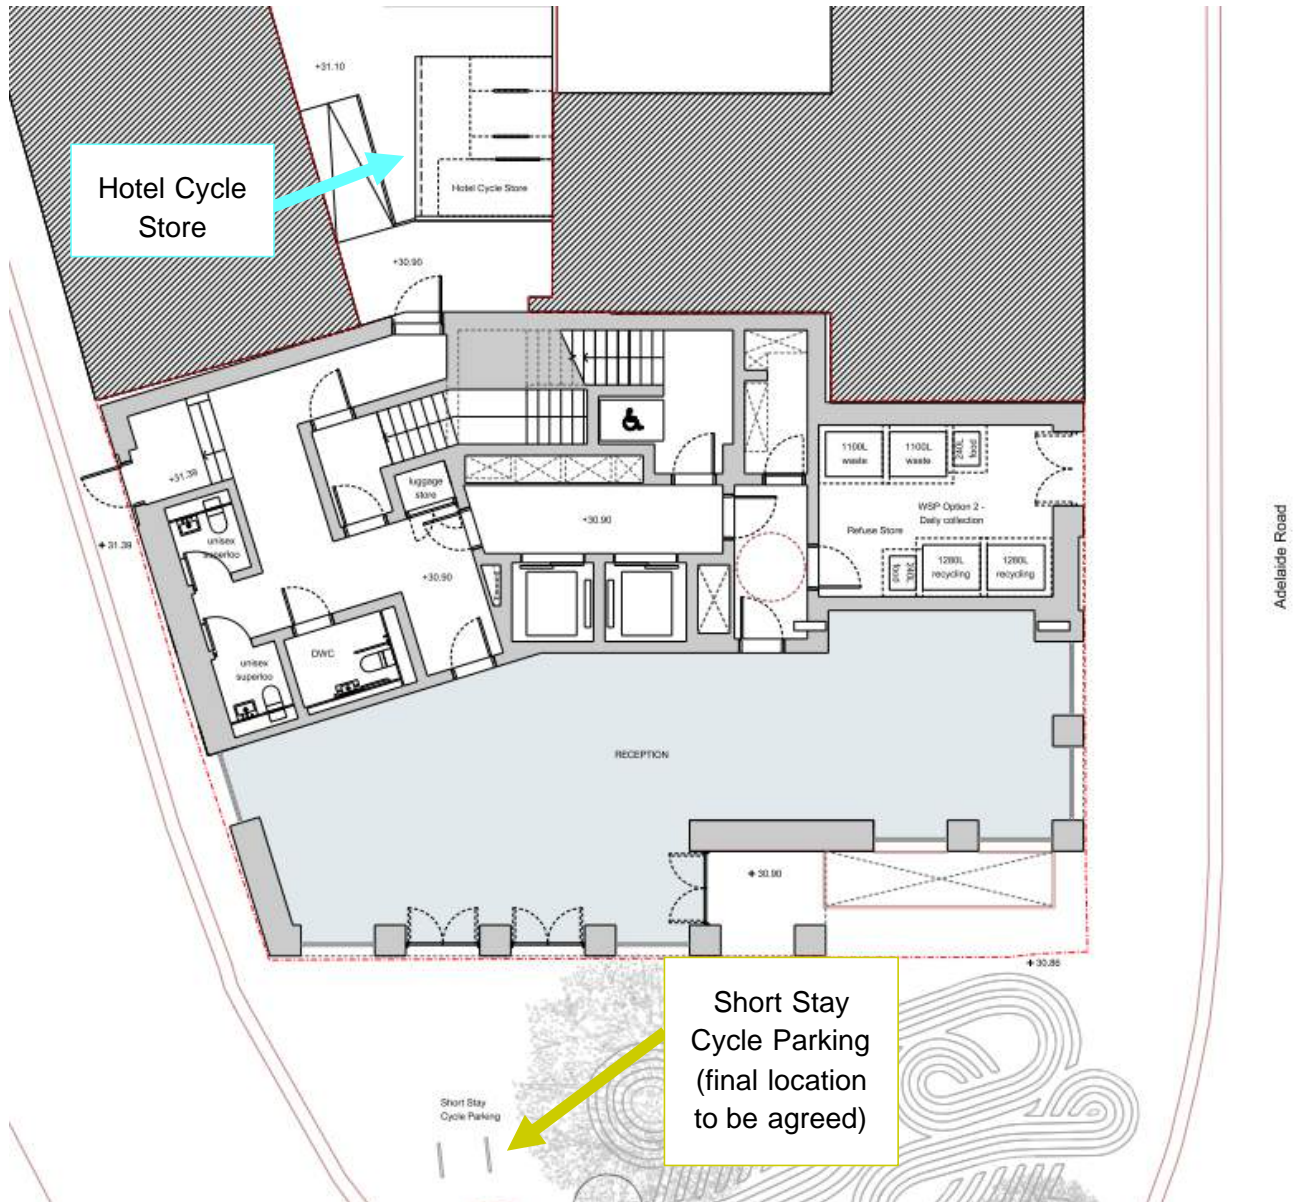 +31.10
Hotel Cycle
Store
Hotel Cycle Store
+30.90
1100L
waste
1100L
waste
240L
food
luggage
store
+31.39
WSP Option 2 -
Daily collection
+30.90
Refuse Store
+31.39
unisex
superloo
240L
food
1280L
recycling
1280L
recycling
+30.90
Adelaide Road
DWC
unisex
superloo
RECEPTION
+30.90
+30.86
Short Stay
Cycle Parking
(final location
to be agreed)
Short Stay
Cycle Parking